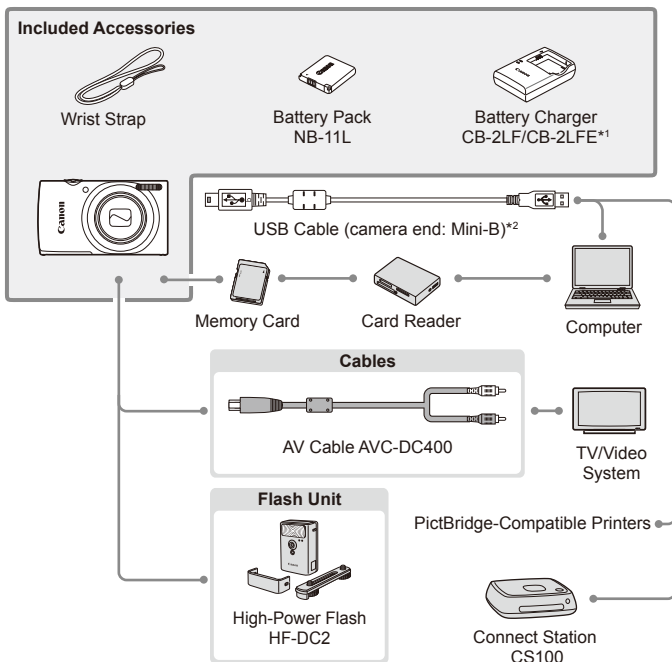 Included Accessories
Wrist Strap
Battery Pack
NB-11L
Battery Charger
CB-2LF/CB-2LFE*1
Canon
USB Cable (camera end: Mini-B)*2
Memory Card
Card Reader
Computer
Cables
AV Cable AVC-DC400
TV/Video
System
Flash Unit
High-Power Flash
HF-DC2
PictBridge-Compatible Printers
Connect Station
CS100